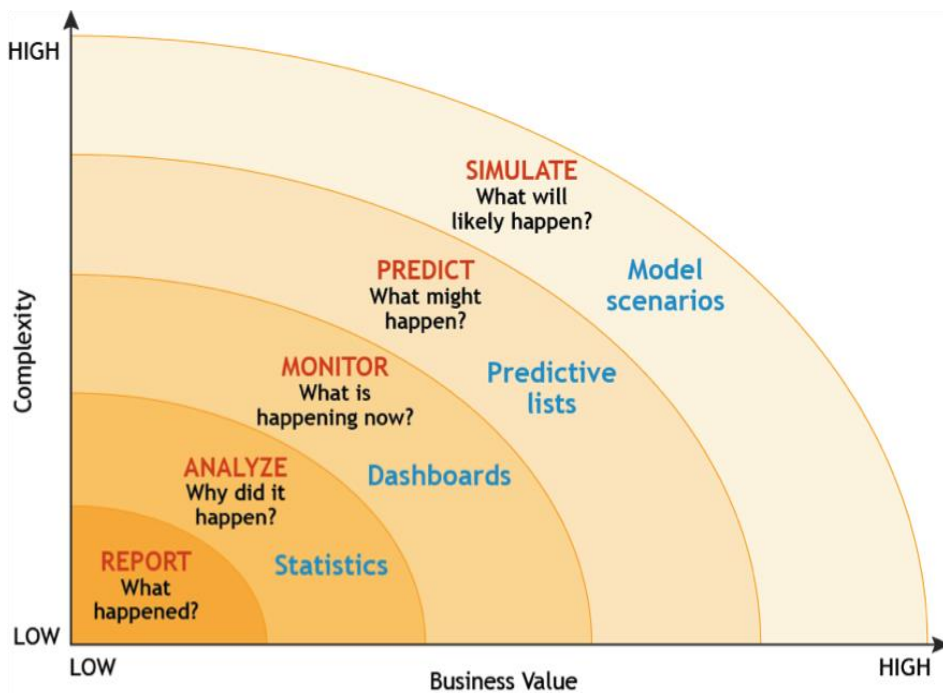 HIGH
SIMULATE
What will
likely happen?
Model
scenarios
PREDICT
What might
happen?
Predictive
lists
MONITOR
What is
happening now?
Dashboards
ANALYZE
Why did it
happen?
Statistics
REPORT
What
happened?
Complexity
LOW
LOW
Business Value
HIGH